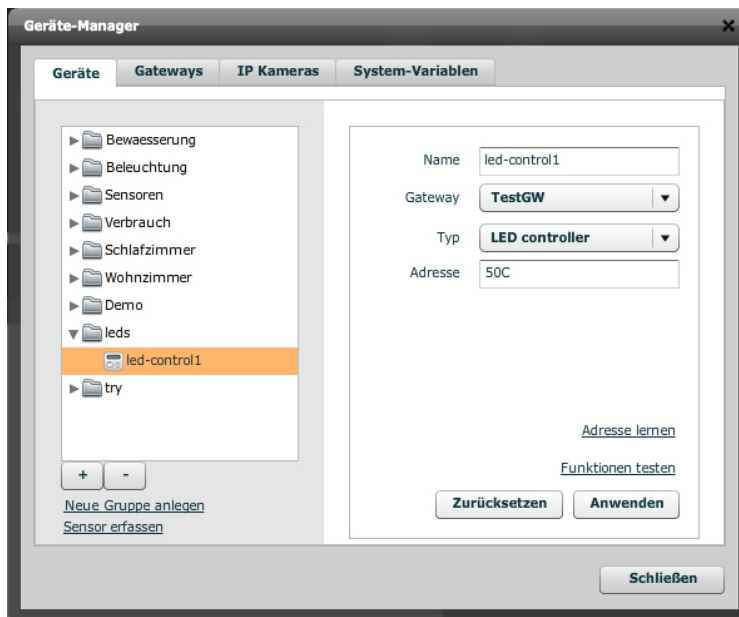 Geräte-Manager
Geräte
Gateways
IP Kameras
System-Variablen
Bewaesserung
Beleuchtung
Sensoren
Verbrauch
Schlafzimmer
Wohnzimmer
Demo
leds
led-control1
try
+ -
Neue Gruppe anlegen
Sensor erfassen
Name led-control1
Gateway TestGW
Typ LED controller
Adresse 50C
Adresse lernen
Funktionen testen
Zurücksetzen Anwenden
Schließen